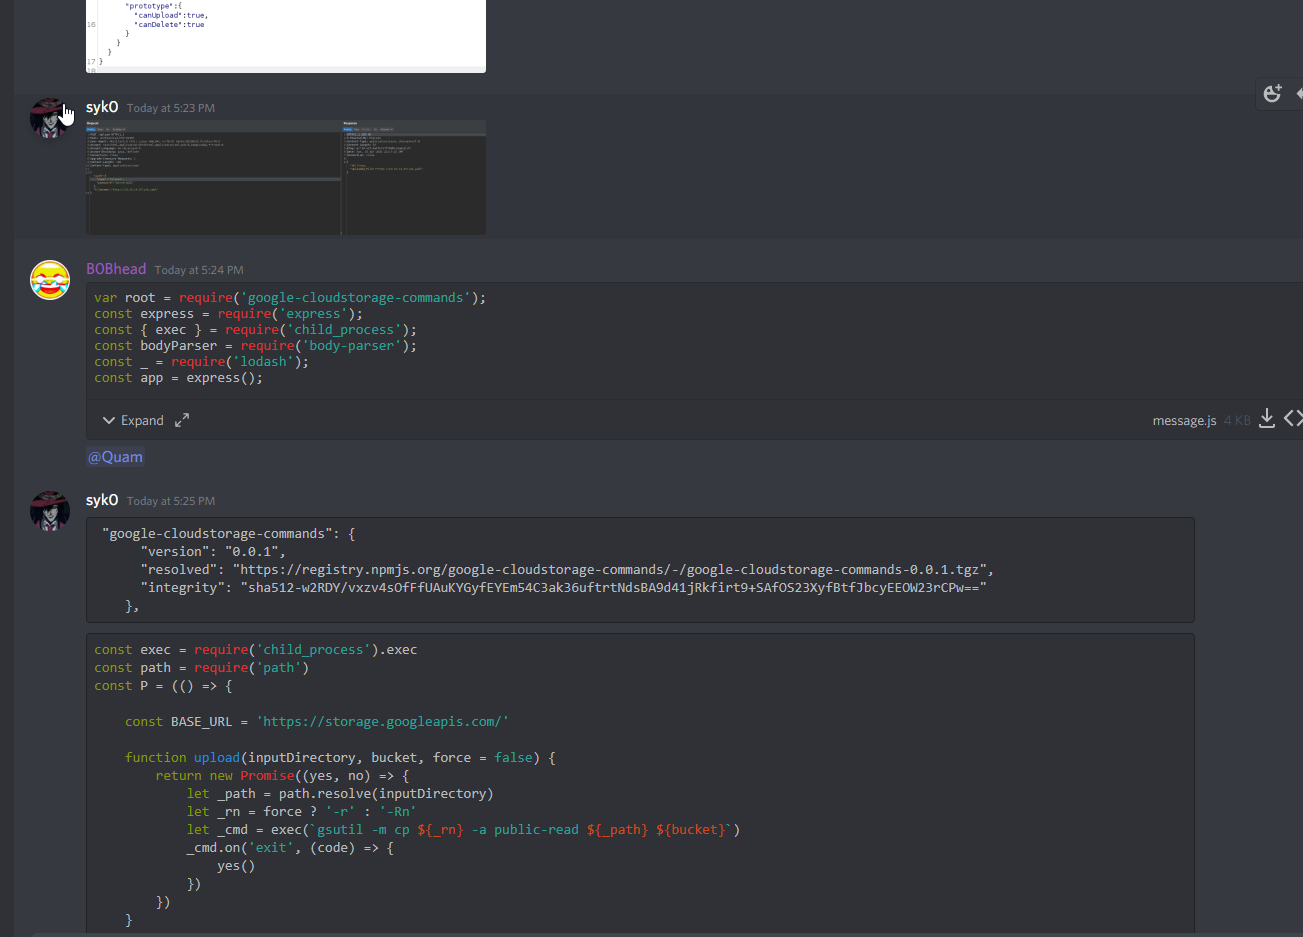 "prototype":{
16 "canUpload":true,
"canDelete":true
}
}
}
17 }
18
syk0 Today at 5:23 PM
BOBhead Today at 5:24 PM
var root = require('google-cloudstorage-commands');
const express = require('express');
const { exec } = require('child_process');
const bodyParser = require('body-parser');
const _ = require('lodash');
const app = express();
Expand
message.js 4 KB
@Quam
syk0 Today at 5:25 PM
"google-cloudstorage-commands": {
"version": "0.0.1",
"resolved": "https://registry.npmjs.org/google-cloudstorage-commands/-/google-cloudstorage-commands-0.0.1.tgz",
"integrity": "sha512-w2RDY/vxzv4sOfFfUAuKYGyfEYEm54C3ak36uftrtNdsBA9d41jRkfirt9+SAfOS23XyfBtfJbcyEEOW23rCPw=="
},
const exec = require('child_process').exec
const path = require('path')
const P = (() => {
const BASE_URL = 'https://storage.googleapis.com/'
function upload(inputDirectory, bucket, force = false) {
return new Promise((yes, no) => {
let _path = path.resolve(inputDirectory)
let _rn = force ? '-r' : '-Rn'
let _cmd = exec(`gsutil -m cp ${_rn} -a public-read ${_path} ${bucket}`)
_cmd.on('exit', (code) => {
yes()
})
})
}